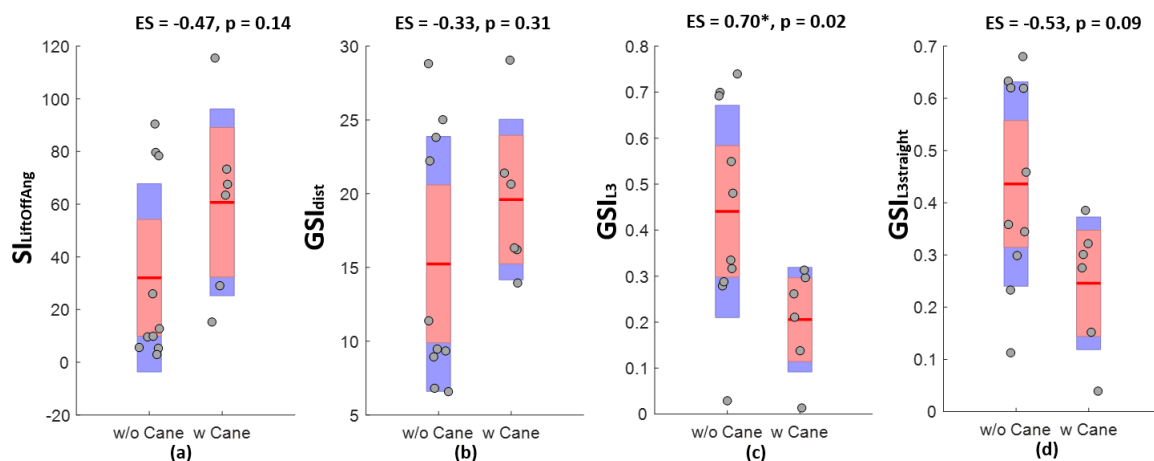 ES = -0.47, p = 0.14
ES = -0.33, p = 0.31
ES = 0.70*, p = 0.02
ES = -0.53, p = 0.09
SILiftOffAng
120
100
80
60
40
20
0
-20
w/o Cane w Cane
(a)
GSIdist
30
25
20
15
10
5
w/o Cane w Cane
(b)
GSIL3
0.8
0.7
0.6
0.5
0.4
0.3
0.2
0.1
0
w/o Cane w Cane
(c)
GSIL3straight
0.7
0.6
0.5
0.4
0.3
0.2
0.1
0
w/o Cane w Cane
(d)